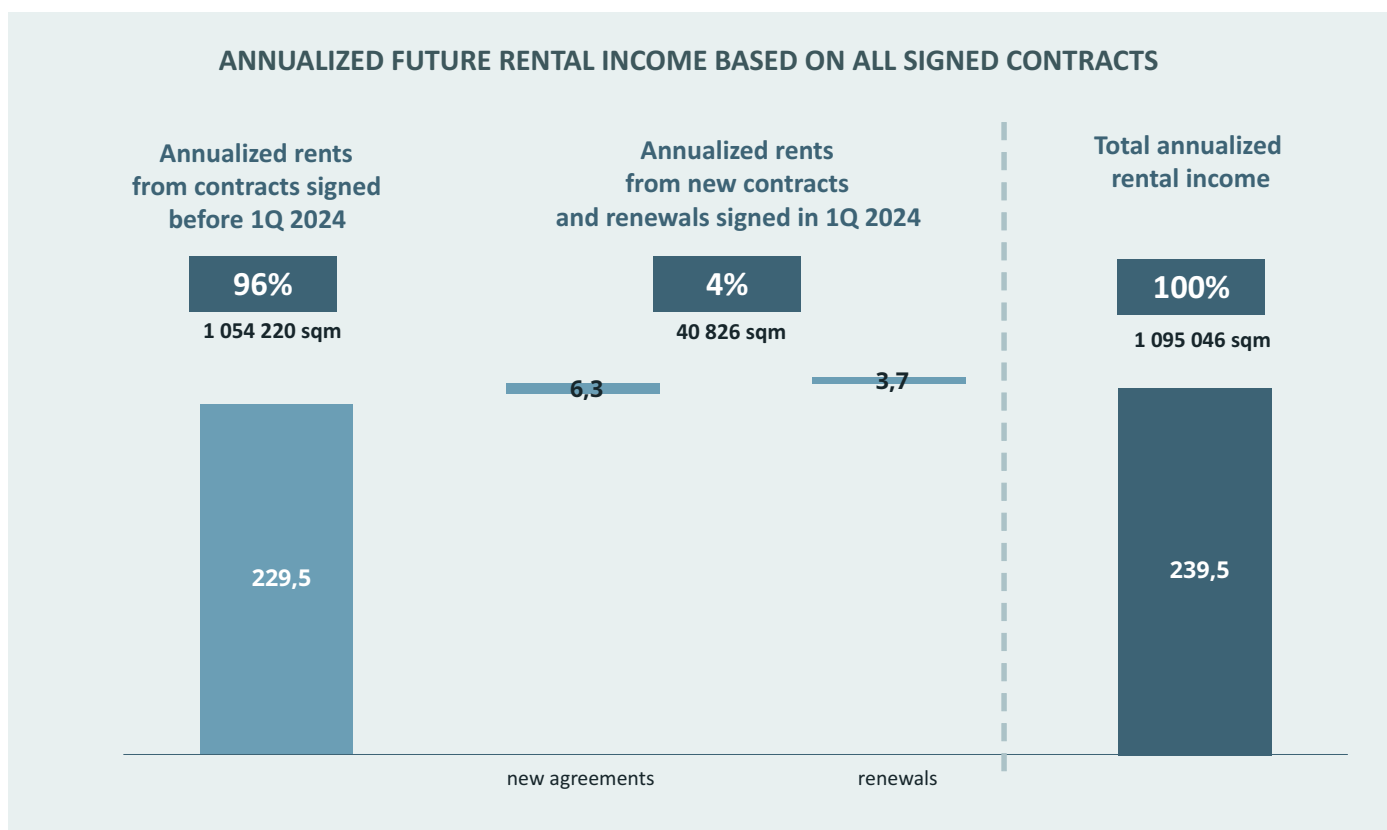 ANNUALIZED FUTURE RENTAL INCOME BASED ON ALL SIGNED CONTRACTS
Annualized rents
from contracts signed
before 1Q 2024
96%
1 054 220 sqm
229,5
Annualized rents
from new contracts
and renewals signed in 1Q 2024
4%
40 826 sqm
6,3
3,7
new agreements
renewals
Total annualized
rental income
100%
1 095 046 sqm
239,5